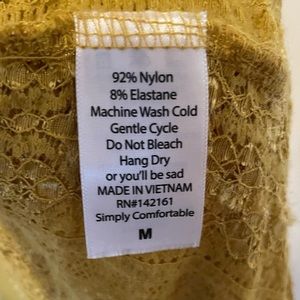 92% Nylon
8% Elastane
Machine Wash Cold
Gentle Cycle
Do Not Bleach
Hang Dry
or you'll be sad
MADE IN VIETNAM
RN#142161
Simply Comfortable
M